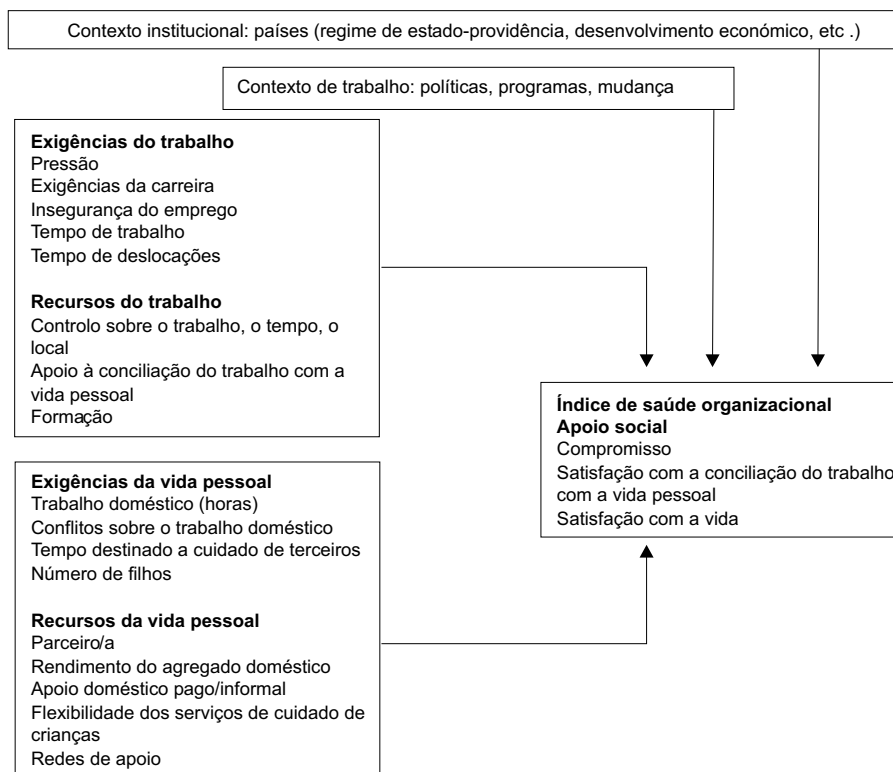 Contexto institucional: países (regime de estado-providência, desenvolvimento económico, etc .)
Contexto de trabalho: políticas, programas, mudança
Exigências do trabalho
Pressão
Exigências da carreira
Insegurança do emprego
Tempo de trabalho
Tempo de deslocações
Recursos do trabalho
Controlo sobre o trabalho, o tempo, o
local
Apoio à conciliação do trabalho com a
vida pessoal
Formação
Índice de saúde organizacional
Apoio social
Compromisso
Satisfação com a conciliação do trabalho
com a vida pessoal
Satisfação com a vida
Exigências da vida pessoal
Trabalho doméstico (horas)
Conflitos sobre o trabalho doméstico
Tempo destinado a cuidado de terceiros
Número de filhos
Recursos da vida pessoal
Parceiro/a
Rendimento do agregado doméstico
Apoio doméstico pago/informal
Flexibilidade dos serviços de cuidado de
crianças
Redes de apoio